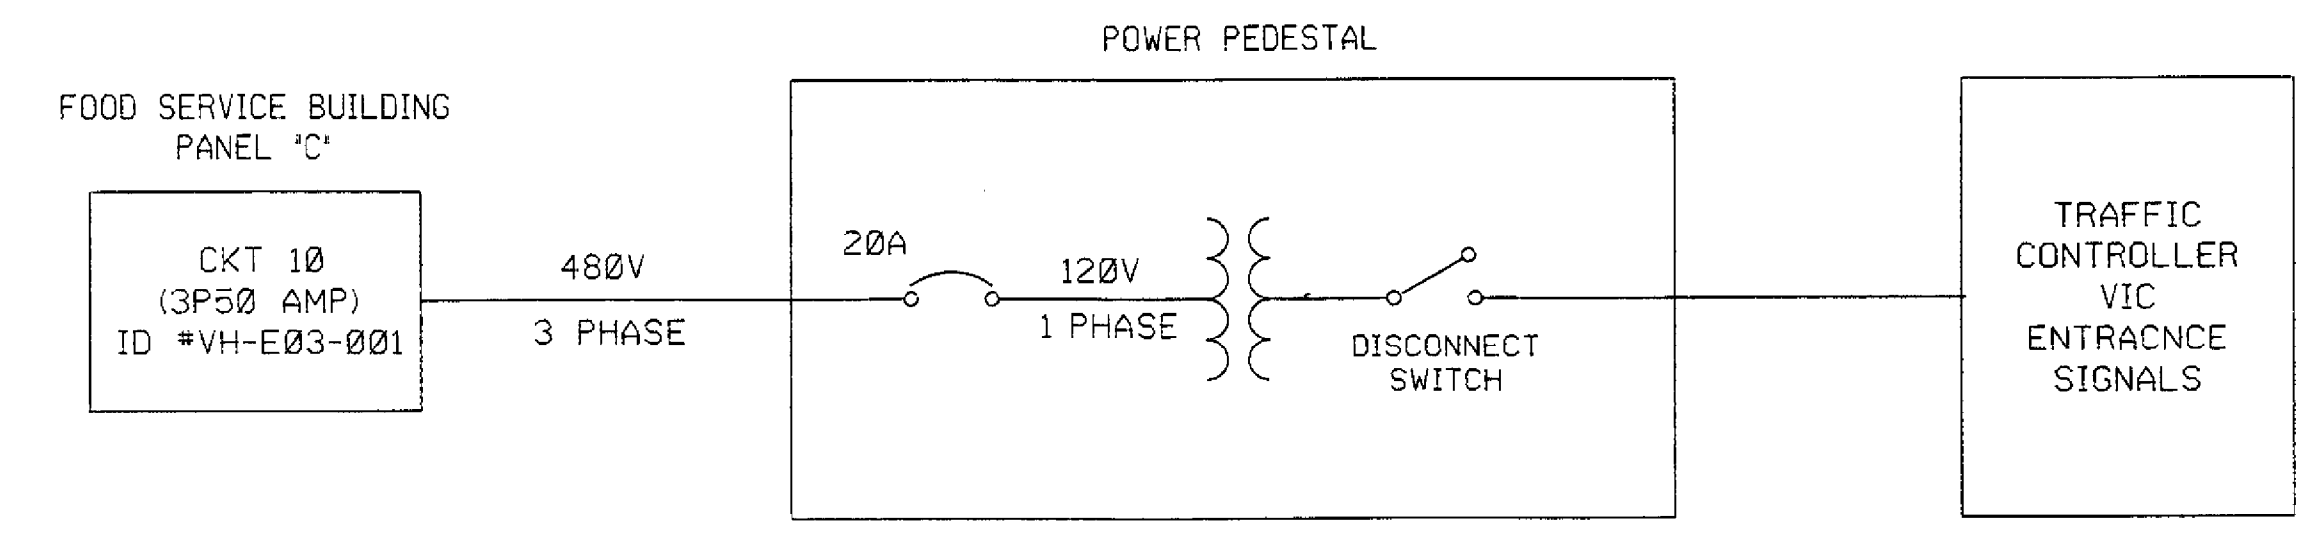 POWER PEDESTAL
FOOD SERVICE BUILDING
PANEL "C"
CKT 10
(3P50 AMP)
ID #VH-E03-001
480V
3 PHASE
20A
120V
1 PHASE
DISCONNECT
SWITCH
TRAFFIC
CONTROLLER
VIC
ENTRACNCE
SIGNALS